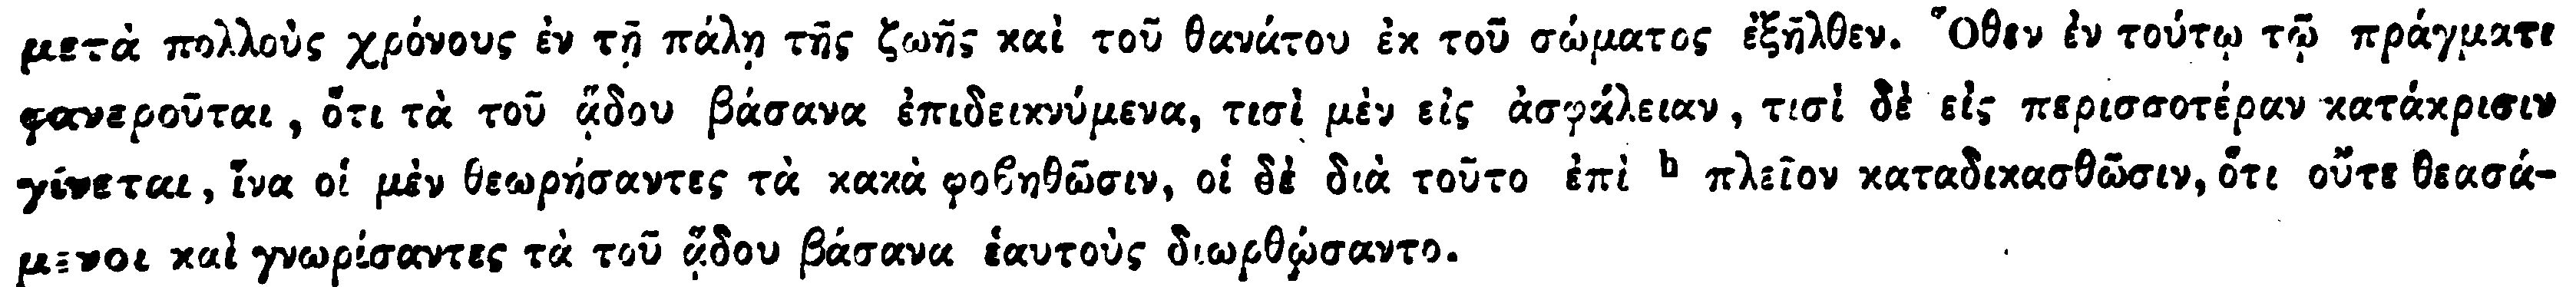 μετὰ πολλοὺς χρόνους ἐν τῇ πάλῃ τῆς ζωῆς καὶ τοῦ θανάτου ἐκ τοῦ σώματος ἐξῆλθεν. Ὅθεν ἐν τούτῳ τῷ πράγματι
φανεροῦται, ὅτι τὰ τοῦ ᾅδου βάσανα ἐπιδεικνύμενα, τισὶ μὲν εἰς ἀσφάλειαν, τισὶ δὲ εἰς περισσοτέραν κατάκρισιν
γίνεται, ἵνα οἱ μὲν θεωρήσαντες τὰ κακὰ φοϐηθῶσιν, οἱ δὲ διὰ τοῦτο ἐπὶ b πλεῖον καταδικασθῶσιν, ὅτι οὔτε θεασά-
μενοι καὶ γνωρίσαντες τὰ τοῦ ᾅδου βάσανα ἑαυτοὺς διωρθῴσαντο.